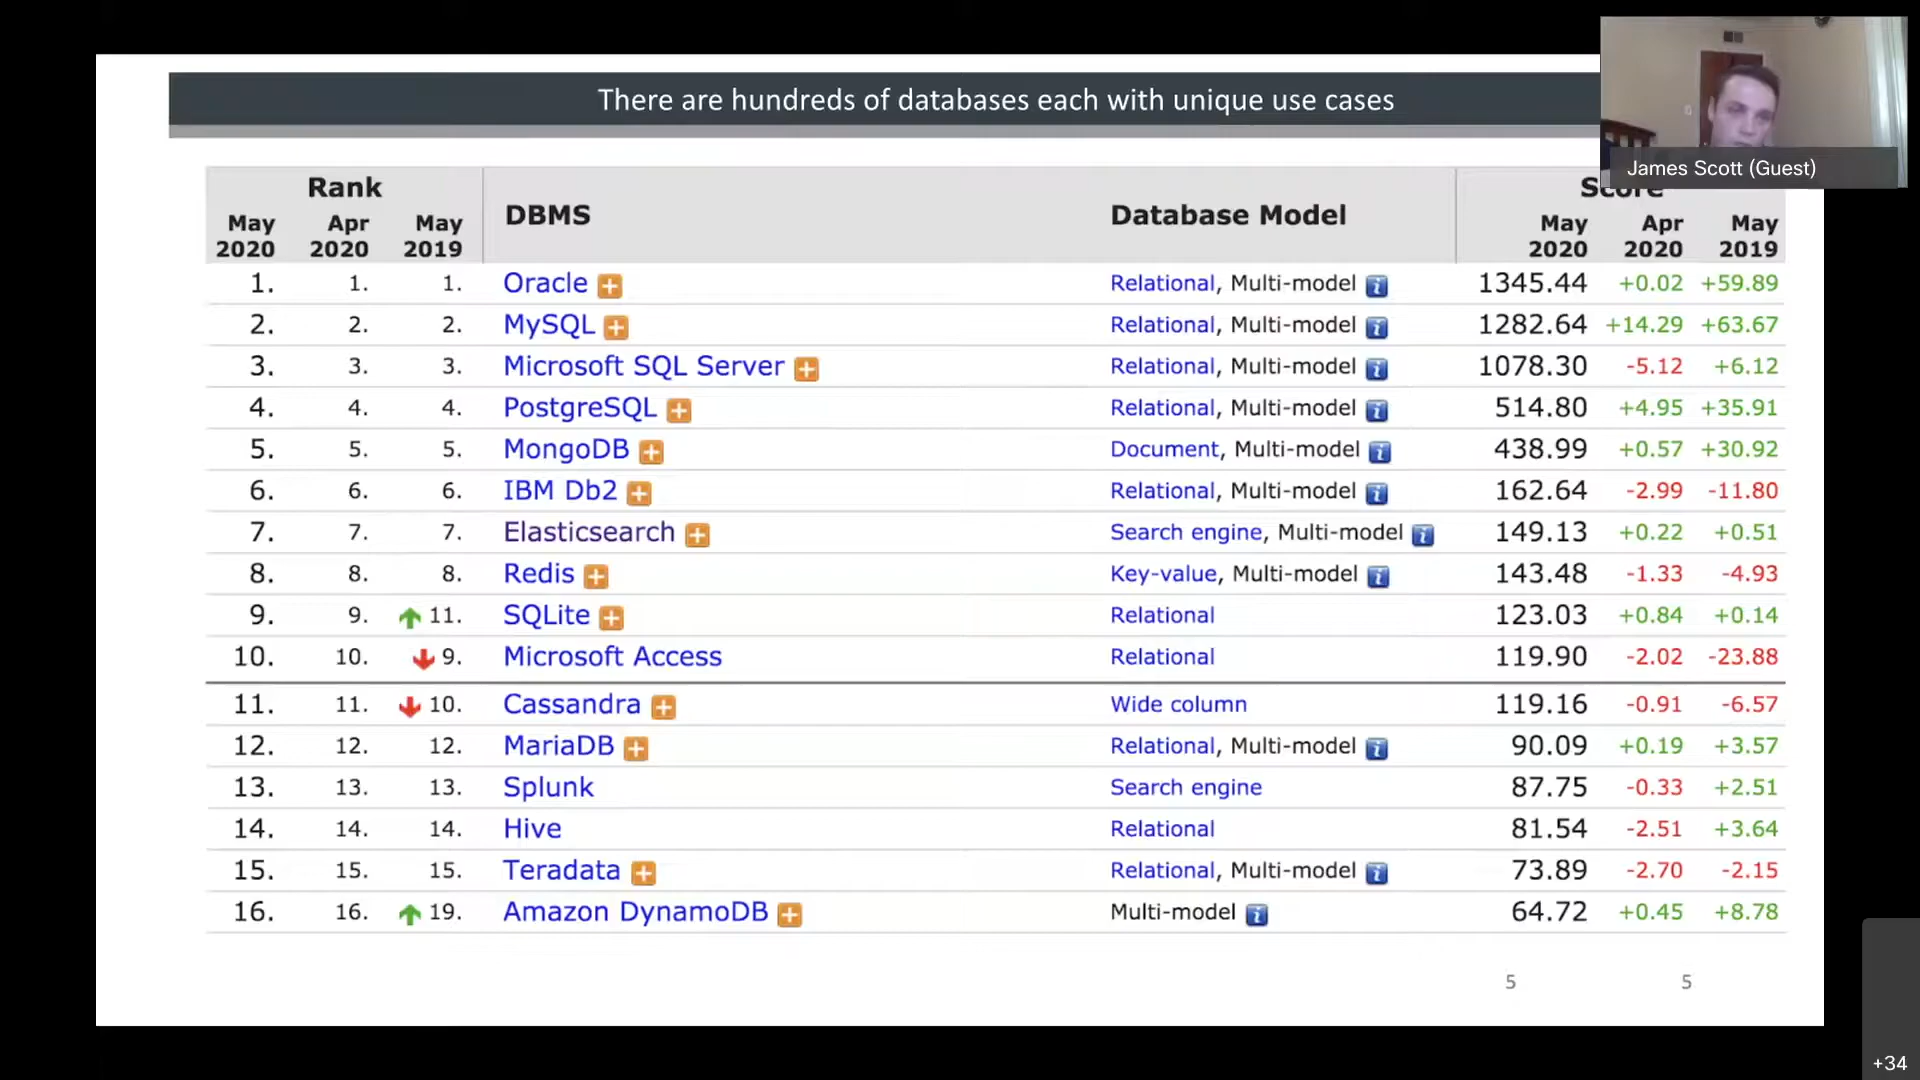 There are hundreds of databases each with unique use cases
James Scott (Guest)
Rank
Score
May 2020 Apr 2020 May 2019 DBMS Database Model May 2020 Apr 2020 May 2019
1. 1. 1. Oracle Relational, Multi-model 1345.44 +0.02 +59.89
2. 2. 2. MySQL Relational, Multi-model 1282.64 +14.29 +63.67
3. 3. 3. Microsoft SQL Server Relational, Multi-model 1078.30 -5.12 +6.12
4. 4. 4. PostgreSQL Relational, Multi-model 514.80 +4.95 +35.91
5. 5. 5. MongoDB Document, Multi-model 438.99 +0.57 +30.92
6. 6. 6. IBM Db2 Relational, Multi-model 162.64 -2.99 -11.80
7. 7. 7. Elasticsearch Search engine, Multi-model 149.13 +0.22 +0.51
8. 8. 8. Redis Key-value, Multi-model 143.48 -1.33 -4.93
9. 9. 11. SQLite Relational 123.03 +0.84 +0.14
10. 10. 9. Microsoft Access Relational 119.90 -2.02 -23.88
11. 11. 10. Cassandra Wide column 119.16 -0.91 -6.57
12. 12. 12. MariaDB Relational, Multi-model 90.09 +0.19 +3.57
13. 13. 13. Splunk Search engine 87.75 -0.33 +2.51
14. 14. 14. Hive Relational 81.54 -2.51 +3.64
15. 15. 15. Teradata Relational, Multi-model 73.89 -2.70 -2.15
16. 16. 19. Amazon DynamoDB Multi-model 64.72 +0.45 +8.78
5 5
+34